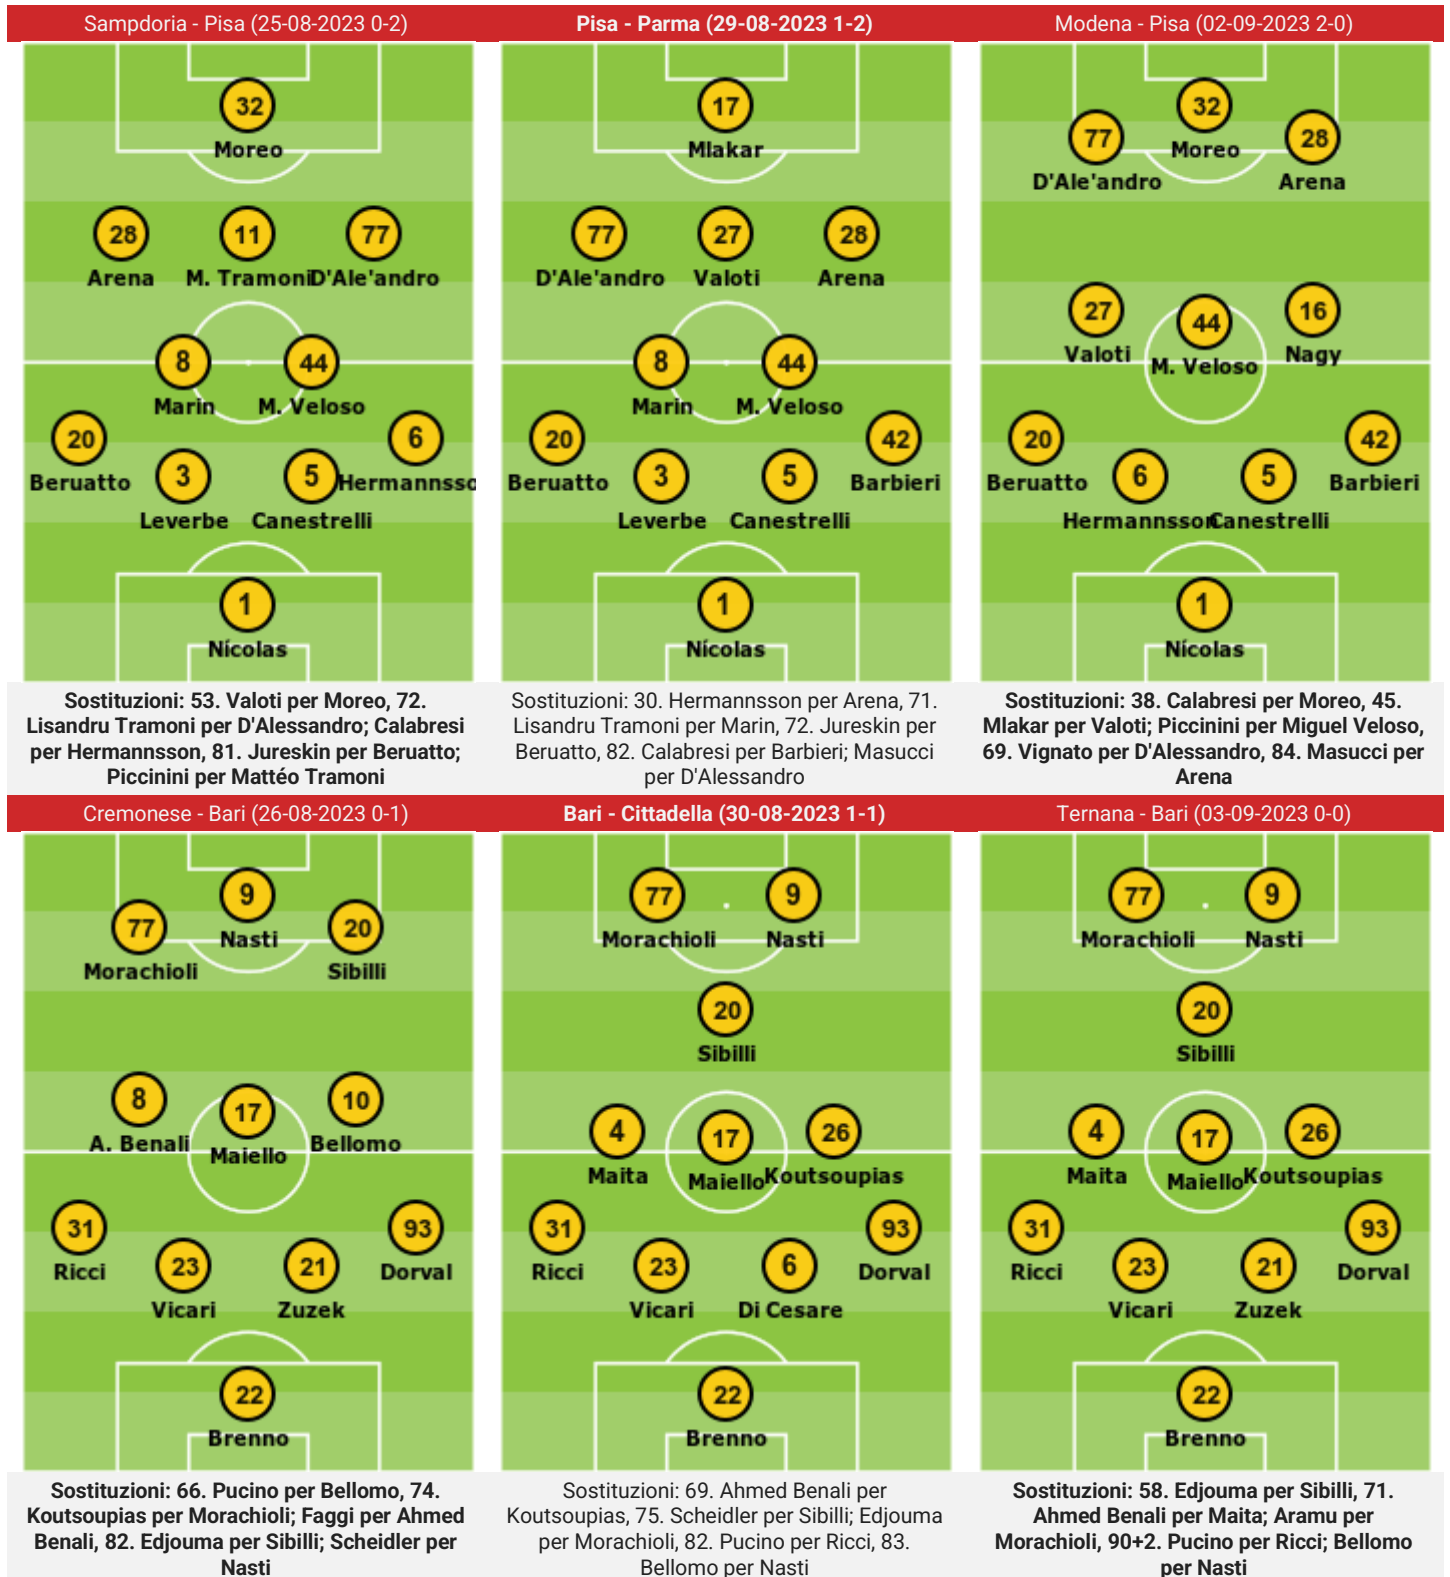 Sampdoria - Pisa (25-08-2023 0-2)
32
Moreo
28
11
77
Arena
M. Tramoni
D'Ale'andro
8
44
Marin
M. Veloso
20
6
Beruatto
3
5
Hermannsso
Leverbe
Canestrelli
1
Nícolas
Sostituzioni: 53. Valoti per Moreo, 72.
Lisandru Tramoni per D'Alessandro; Calabresi
per Hermannsson, 81. Jureskin per Beruatto;
Piccinini per Mattéo Tramoni
Pisa - Parma (29-08-2023 1-2)
17
Mlakar
77
27
28
D'Ale'andro
Valoti
Arena
8
44
Marin
M. Veloso
20
42
Beruatto
3
5
Barbieri
Leverbe
Canestrelli
1
Nícolas
Sostituzioni: 30. Hermannsson per Arena, 71.
Lisandru Tramoni per Marin, 72. Jureskin per
Beruatto, 82. Calabresi per Barbieri; Masucci
per D'Alessandro
Modena - Pisa (02-09-2023 2-0)
32
77
28
Moreo
D'Ale'andro
Arena
27
44
16
Valoti
M. Veloso
Nagy
20
42
Beruatto
6
5
Barbieri
Hermannsson
Canestrelli
1
Nícolas
Sostituzioni: 38. Calabresi per Moreo, 45.
Mlakar per Valoti; Piccinini per Miguel Veloso,
69. Vignato per D'Alessandro, 84. Masucci per
Arena
Cremonese - Bari (26-08-2023 0-1)
9
77
20
Nasti
Morachioli
Sibilli
8
17
10
A. Benali
Maiello
Bellomo
31
93
Ricci
23
21
Dorval
Vicari
Zuzek
22
Brenno
Sostituzioni: 66. Pucino per Bellomo, 74.
Koutsoupias per Morachioli; Faggi per Ahmed
Benali, 82. Edjouma per Sibilli; Scheidler per
Nasti
Bari - Cittadella (30-08-2023 1-1)
77
9
Morachioli
Nasti
20
Sibilli
4
17
26
Maita
Maiello
Koutsoupias
31
93
Ricci
23
6
Dorval
Vicari
Di Cesare
22
Brenno
Sostituzioni: 69. Ahmed Benali per
Koutsoupias, 75. Scheidler per Sibilli; Edjouma
per Morachioli, 82. Pucino per Ricci, 83.
Bellomo per Nasti
Ternana - Bari (03-09-2023 0-0)
77
9
Morachioli
Nasti
20
Sibilli
4
17
26
Maita
Maiello
Koutsoupias
31
93
Ricci
23
21
Dorval
Vicari
Zuzek
22
Brenno
Sostituzioni: 58. Edjouma per Sibilli, 71.
Ahmed Benali per Maita; Aramu per
Morachioli, 90+2. Pucino per Ricci; Bellomo
per Nasti